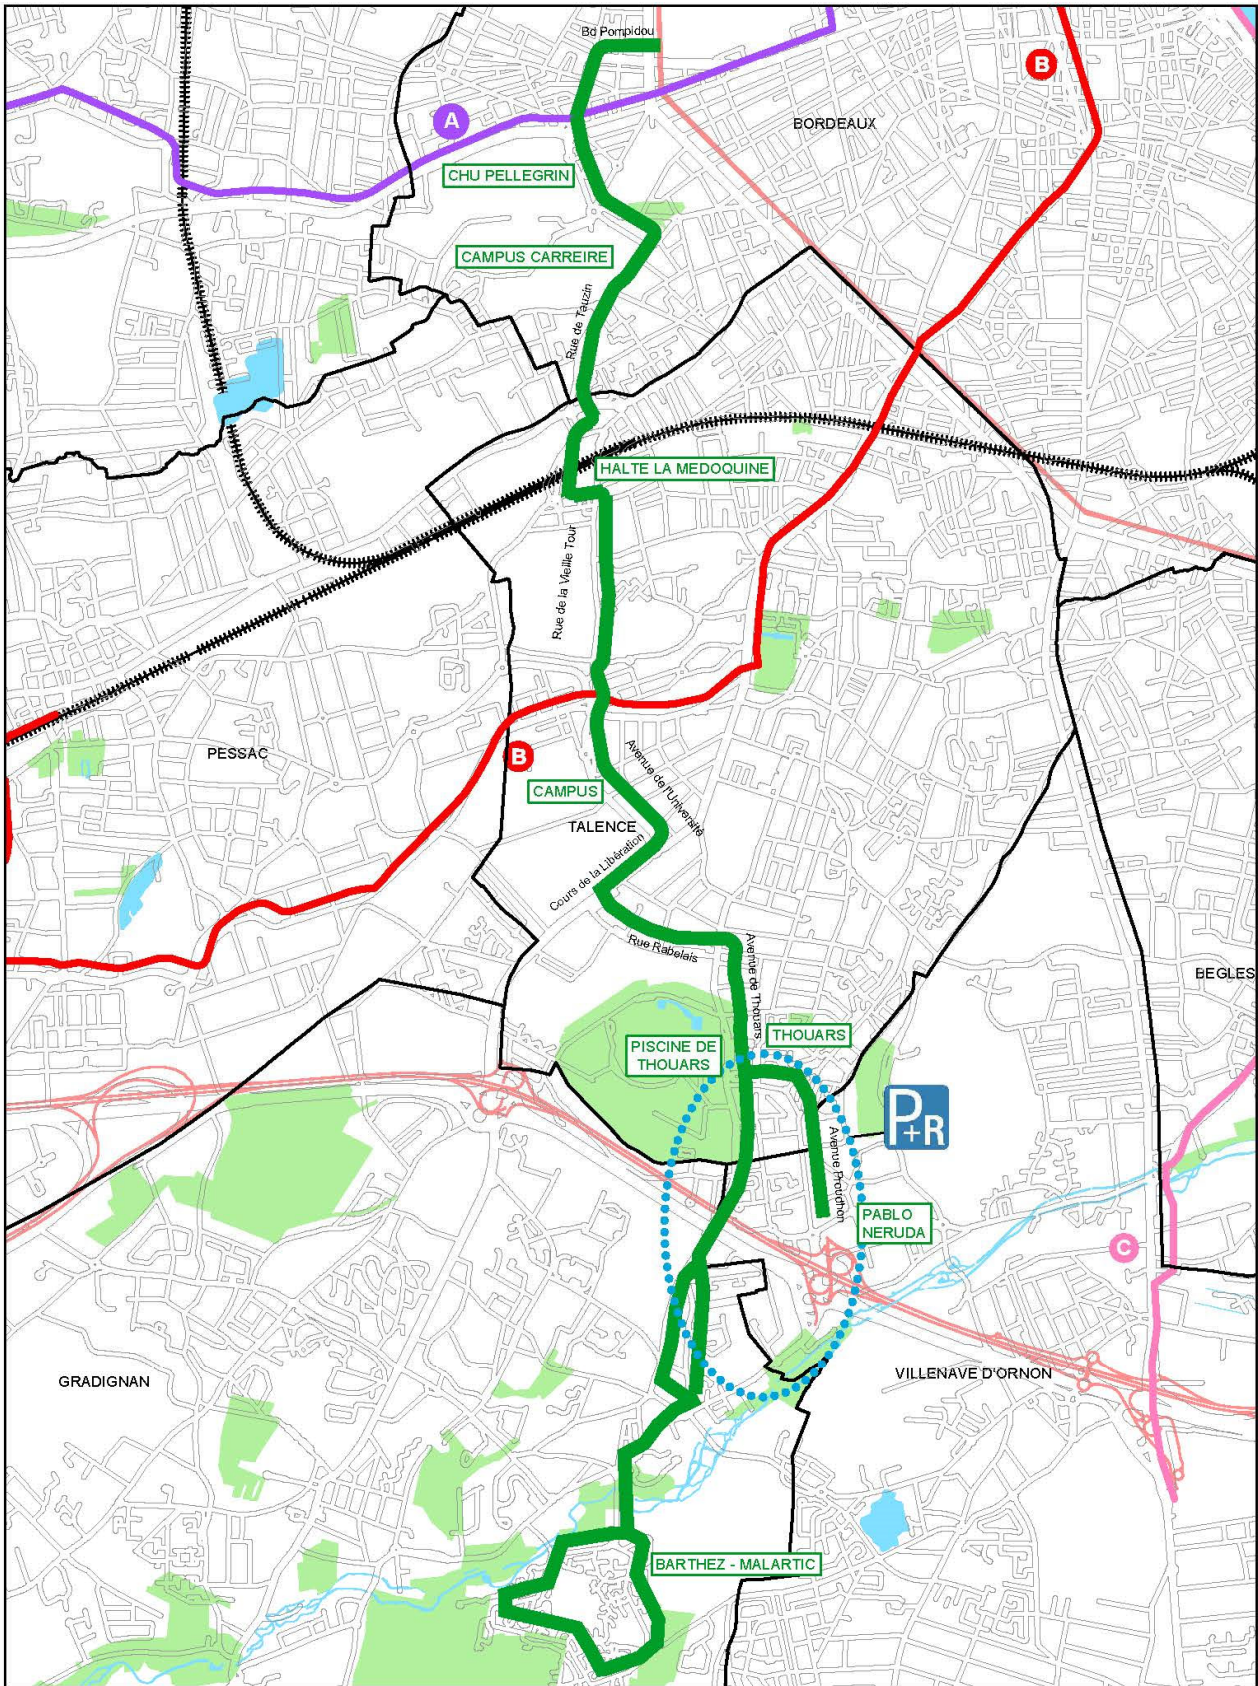 Bd Pompidou
B
A
BORDEAUX
CHU PELLEGRIN
CAMPUS CARREIRE
Rue de Tauzin
HALTE LA MEDOQUINE
Rue de la Vieille Tour
PESSAC
B
Avenue de l'Université
CAMPUS
TALENCE
Cours de la Libération
Rue Rabelais
Avenue de Thouars
BEGLES
THOUARS
PISCINE DE
THOUARS
P+R
Avenue Proudhon
PABLO
NERUDA
C
GRADIGNAN
VILLENAVE D'ORNON
BARTHEZ - MALARTIC